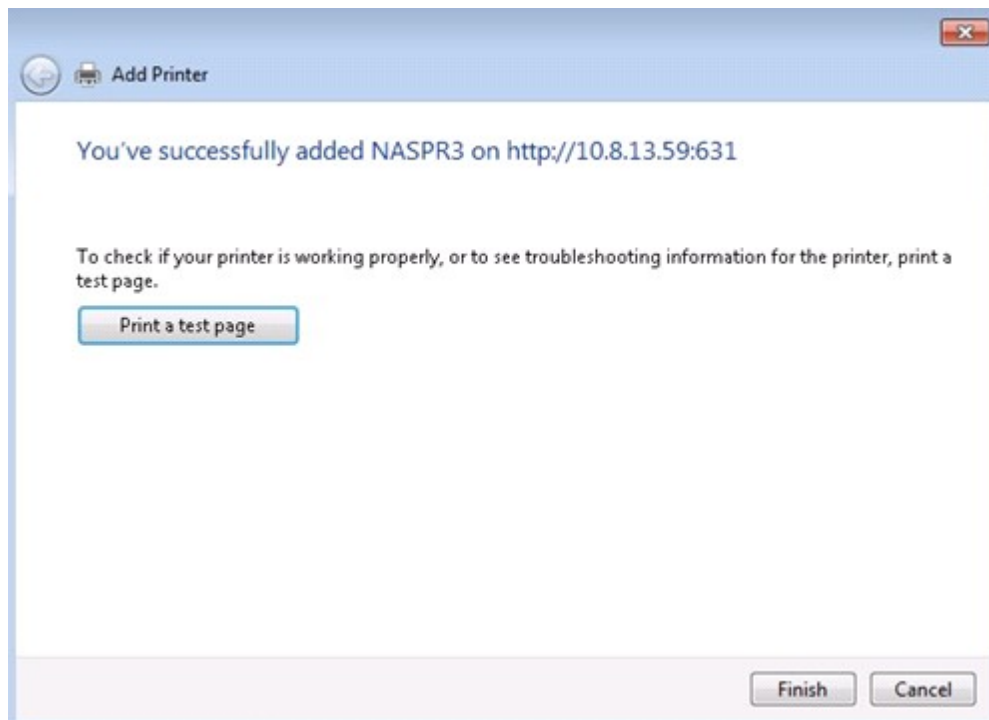 Add Printer
You've successfully added NASPR3 on http://10.8.13.59:631
To check if your printer is working properly, or to see troubleshooting information for the printer, print a
test page.
Print a test page
Finish
Cancel